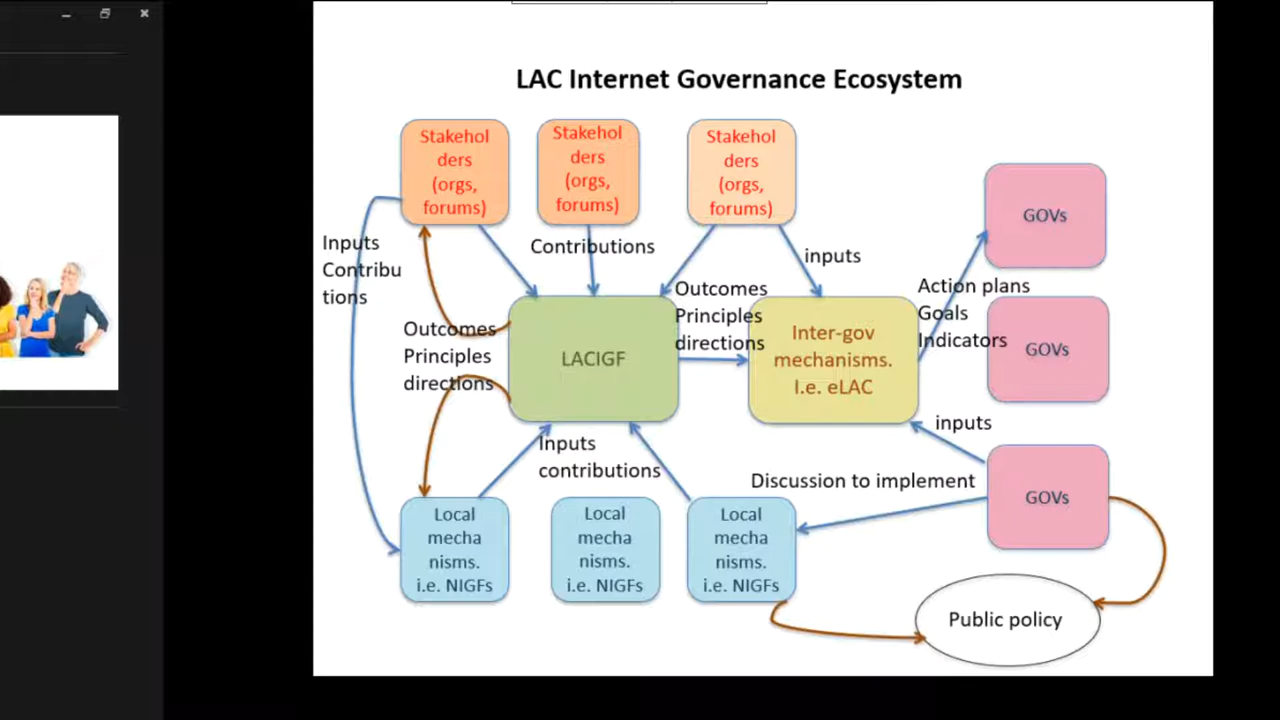 LAC Internet Governance Ecosystem
Stakehol
ders
(orgs,
forums)
Stakehol
ders
(orgs,
forums)
Stakehol
ders
(orgs,
forums)
GOVs
Inputs
Contribu
tions
Contributions
inputs
Outcomes
Principles
directions
Action plans
Goals
Indicators
Outcomes
Principles
directions
LACIGF
Inter-gov
mechanisms.
I.e. eLAC
GOVs
inputs
Inputs
contributions
Discussion to implement
GOVs
Local
mecha
nisms.
i.e. NIGFs
Local
mecha
nisms.
i.e. NIGFs
Local
mecha
nisms.
i.e. NIGFs
Public policy